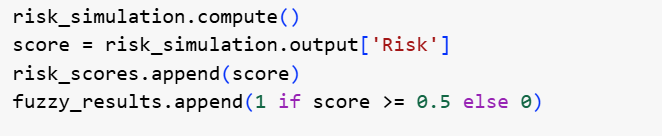 risk_simulation.compute()
score = risk_simulation.output['Risk']
risk_scores.append(score)
fuzzy_results.append(1 if score >= 0.5 else 0)